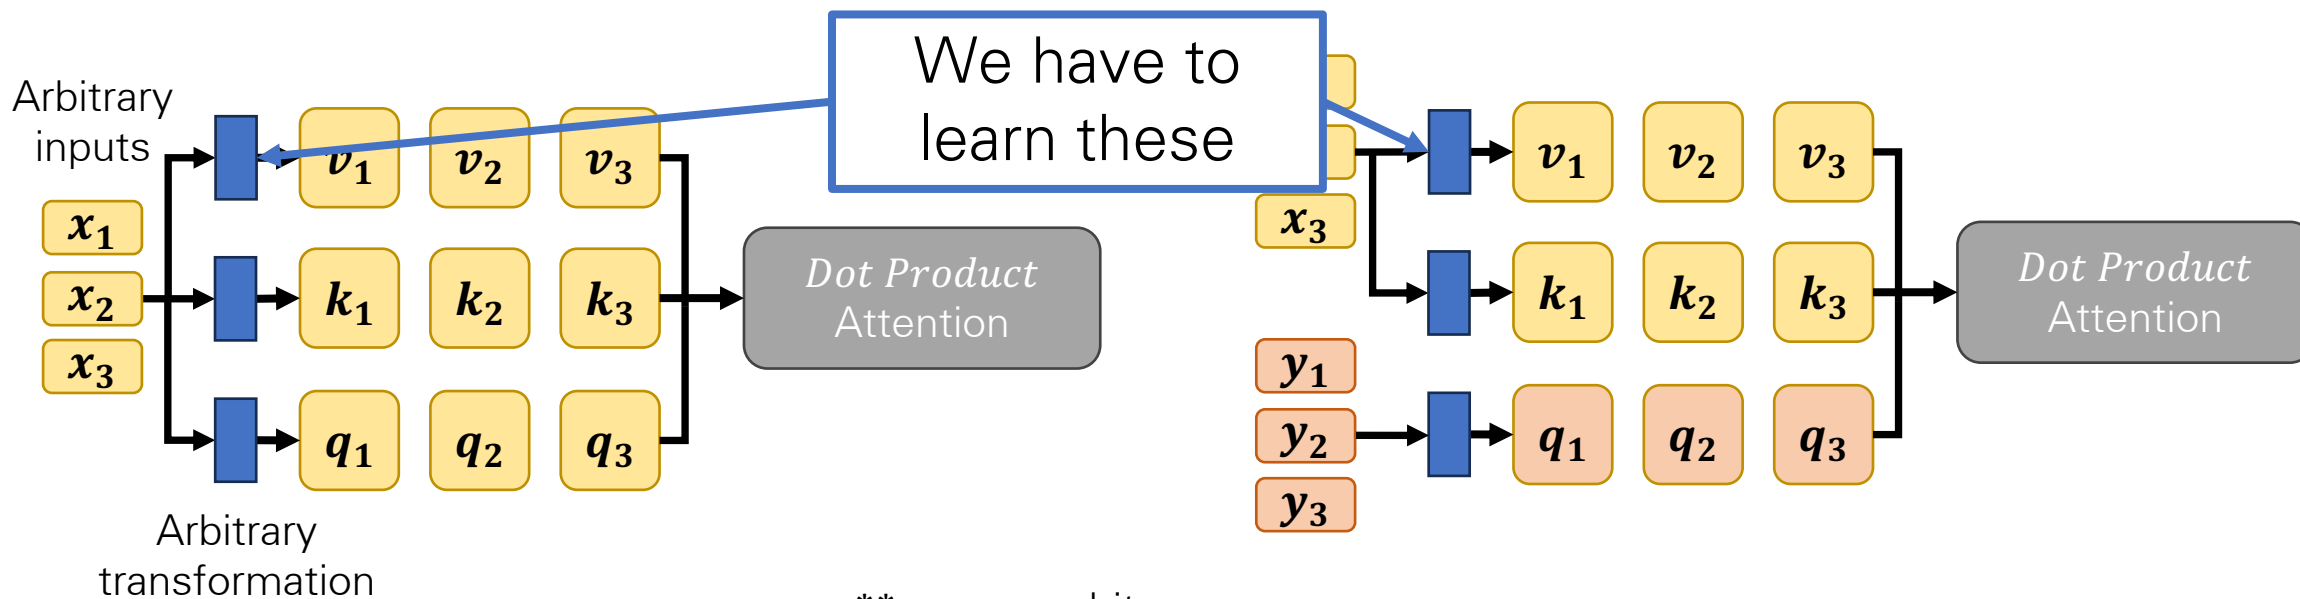 Arbitrary
inputs
x₁
x₂
x₃
v₁ v₂ v₃
k₁ k₂ k₃
q₁ q₂ q₃
Dot Product
Attention
Arbitrary
transformation
We have to
learn these
x₃
y₁
y₂
y₃
v₁ v₂ v₃
k₁ k₂ k₃
q₁ q₂ q₃
Dot Product
Attention
**